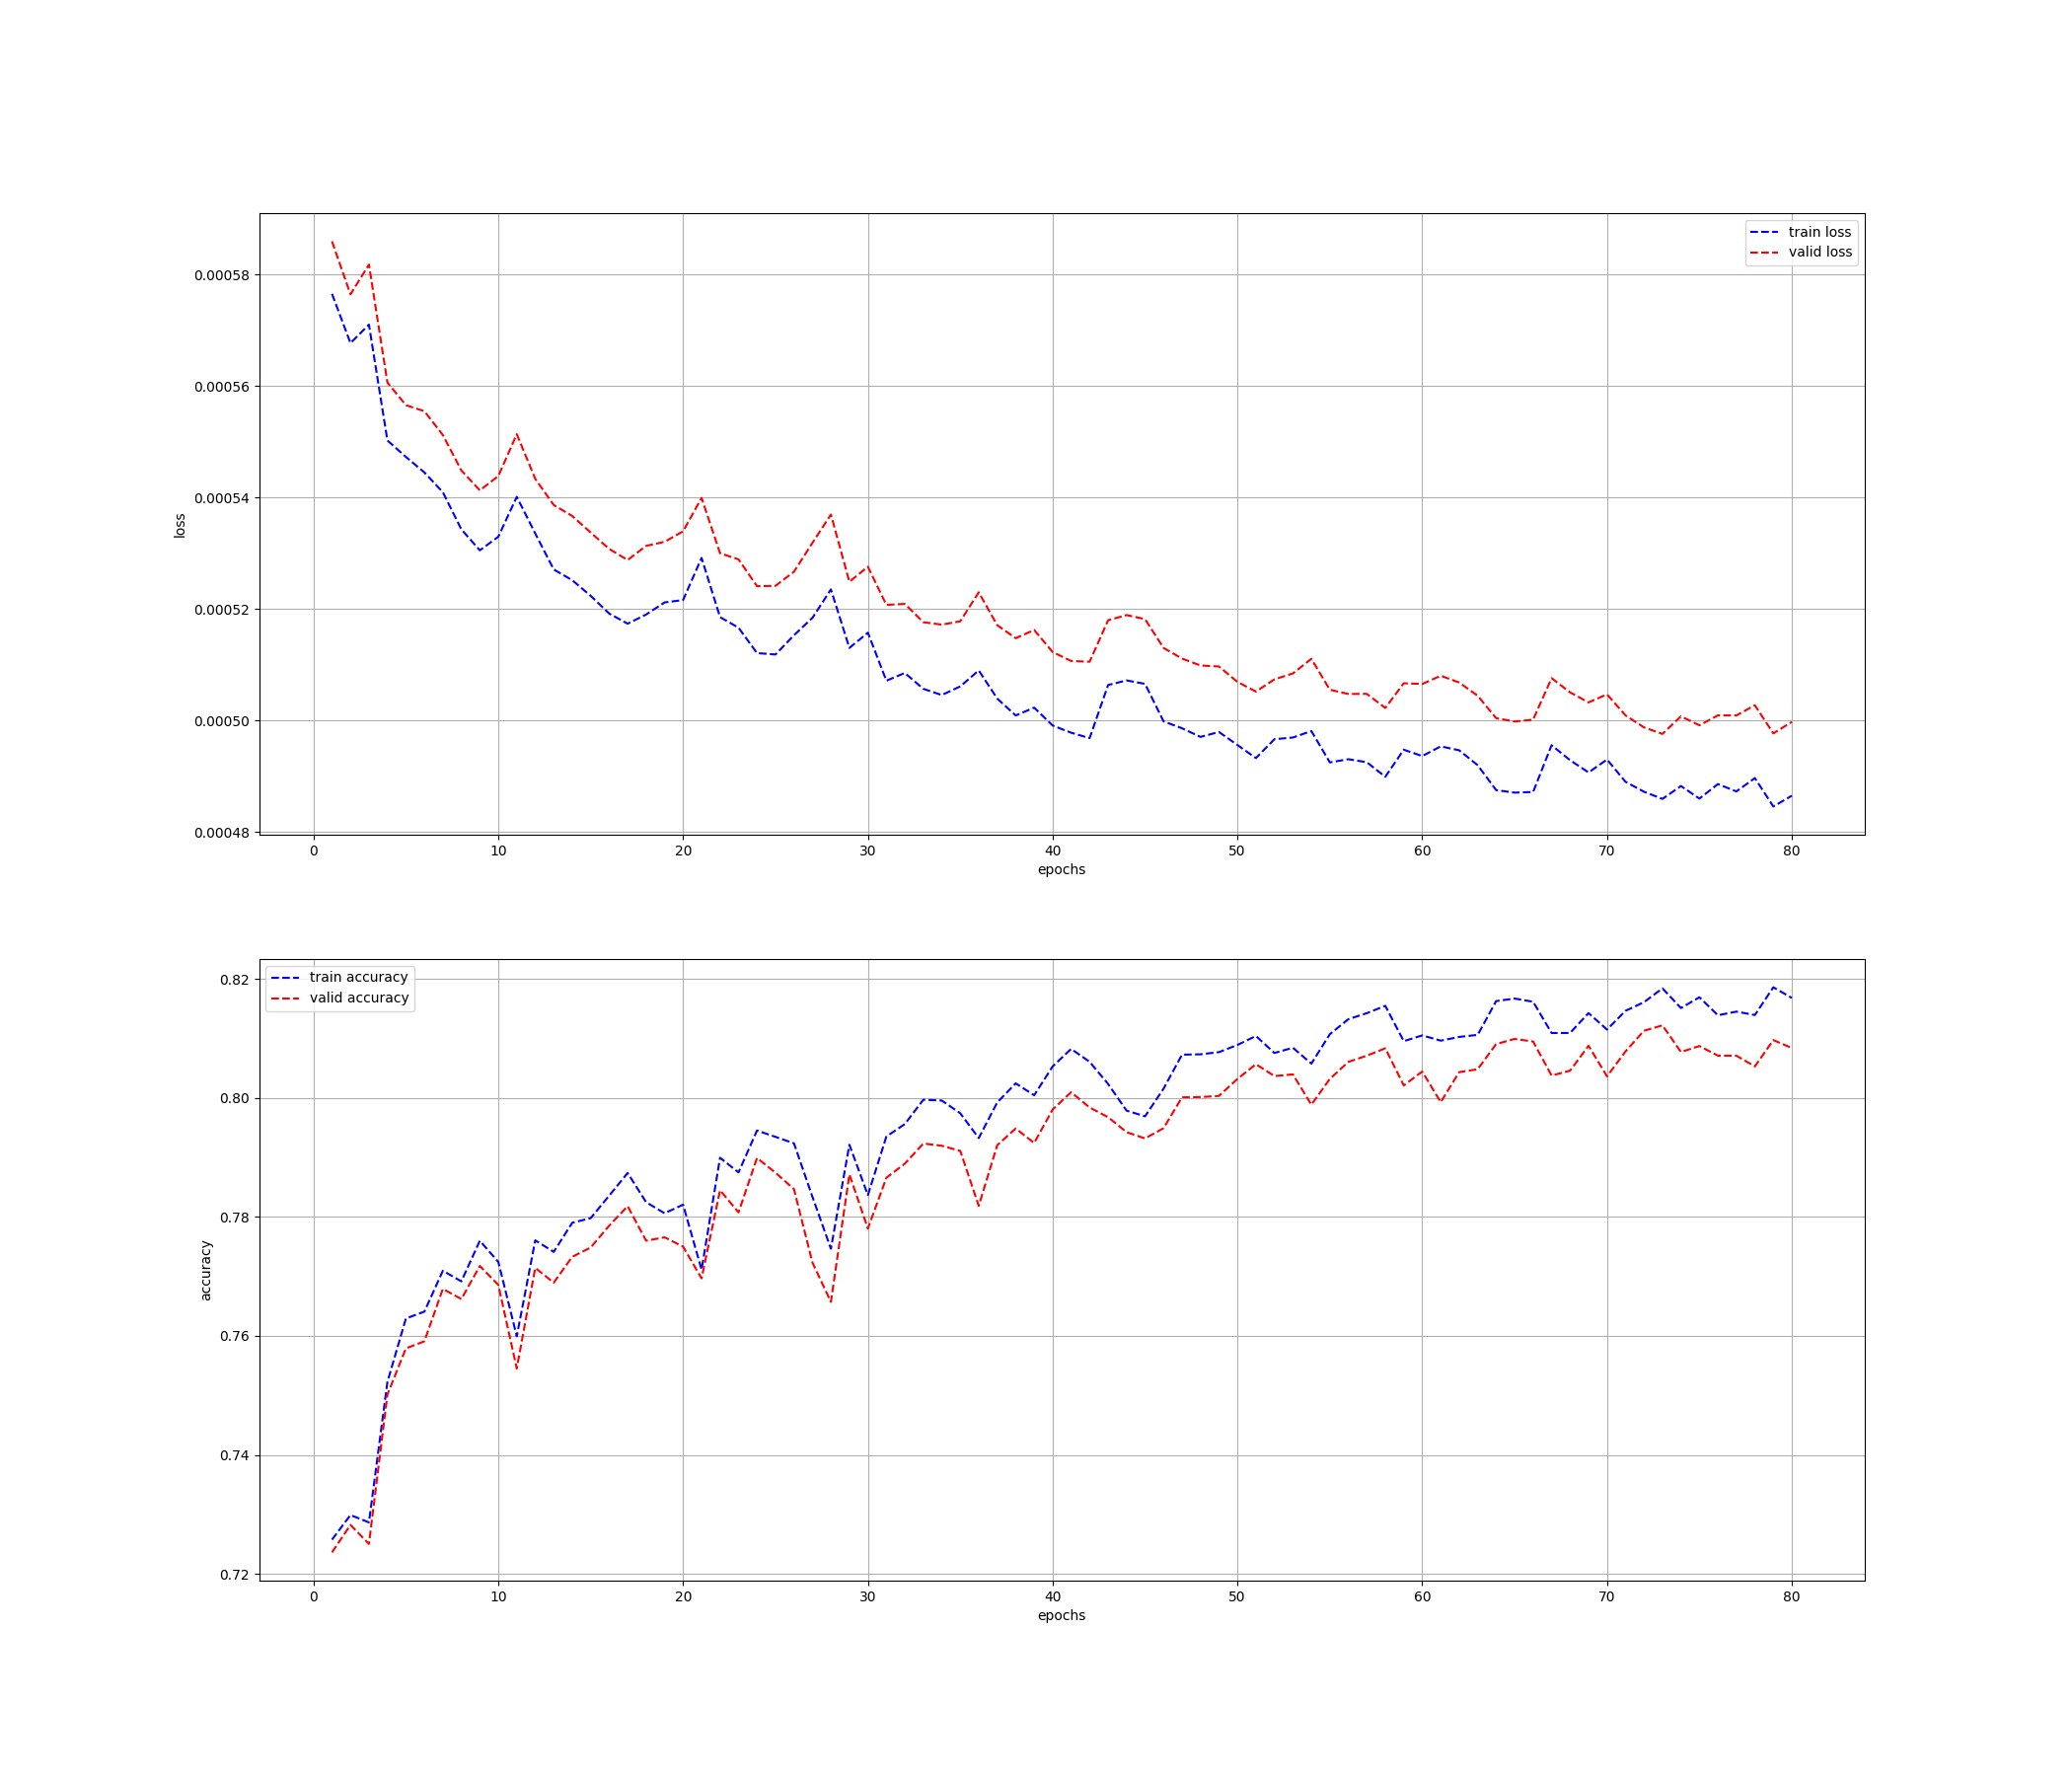 train loss
valid loss
0.00058
0.00056
0.00054
0.00052
0.00050
0.00048
loss
0 10 20 30 40 50 60 70 80
epochs
train accuracy
valid accuracy
0.82
0.80
0.78
0.76
0.74
0.72
accuracy
0 10 20 30 40 50 60 70 80
epochs